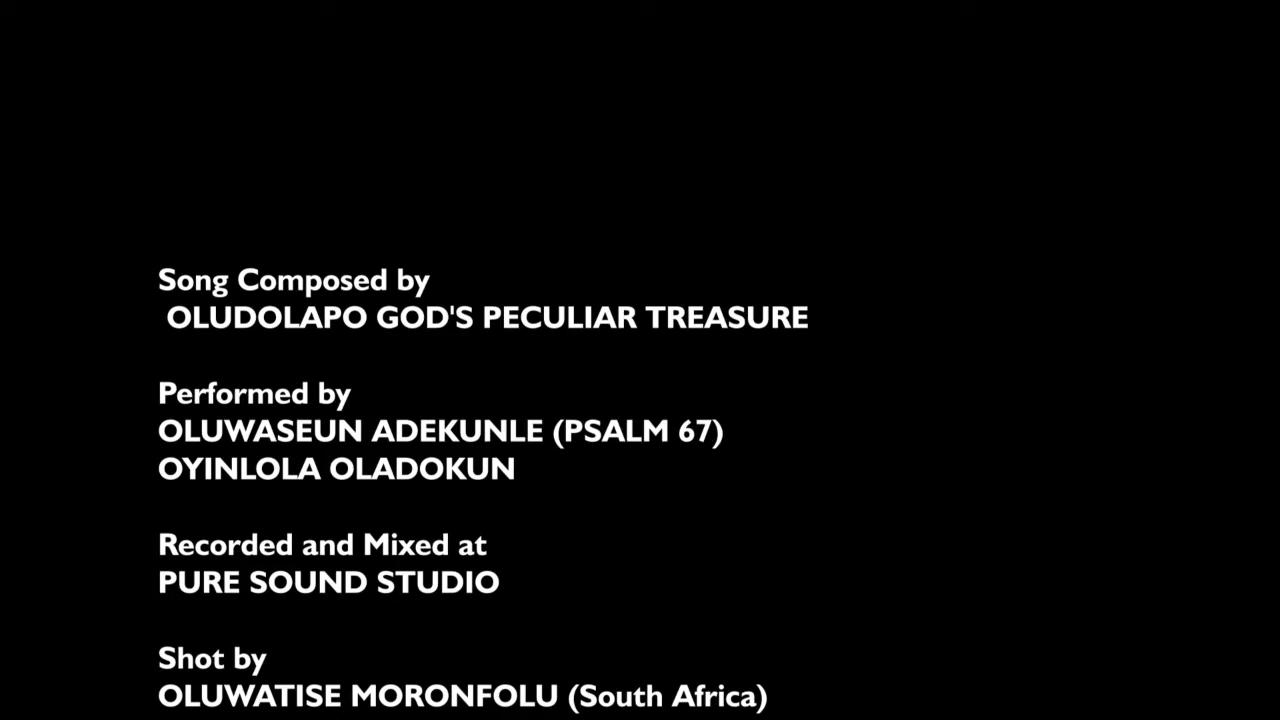 Song Composed by
OLUDOLAPO GOD'S PECULIAR TREASURE
Performed by
OLUWASEUN ADEKUNLE (PSALM 67)
OYINLOLA OLADOKUN
Recorded and Mixed at
PURE SOUND STUDIO
Shot by
OLUWATISE MORONFOLU (South Africa)